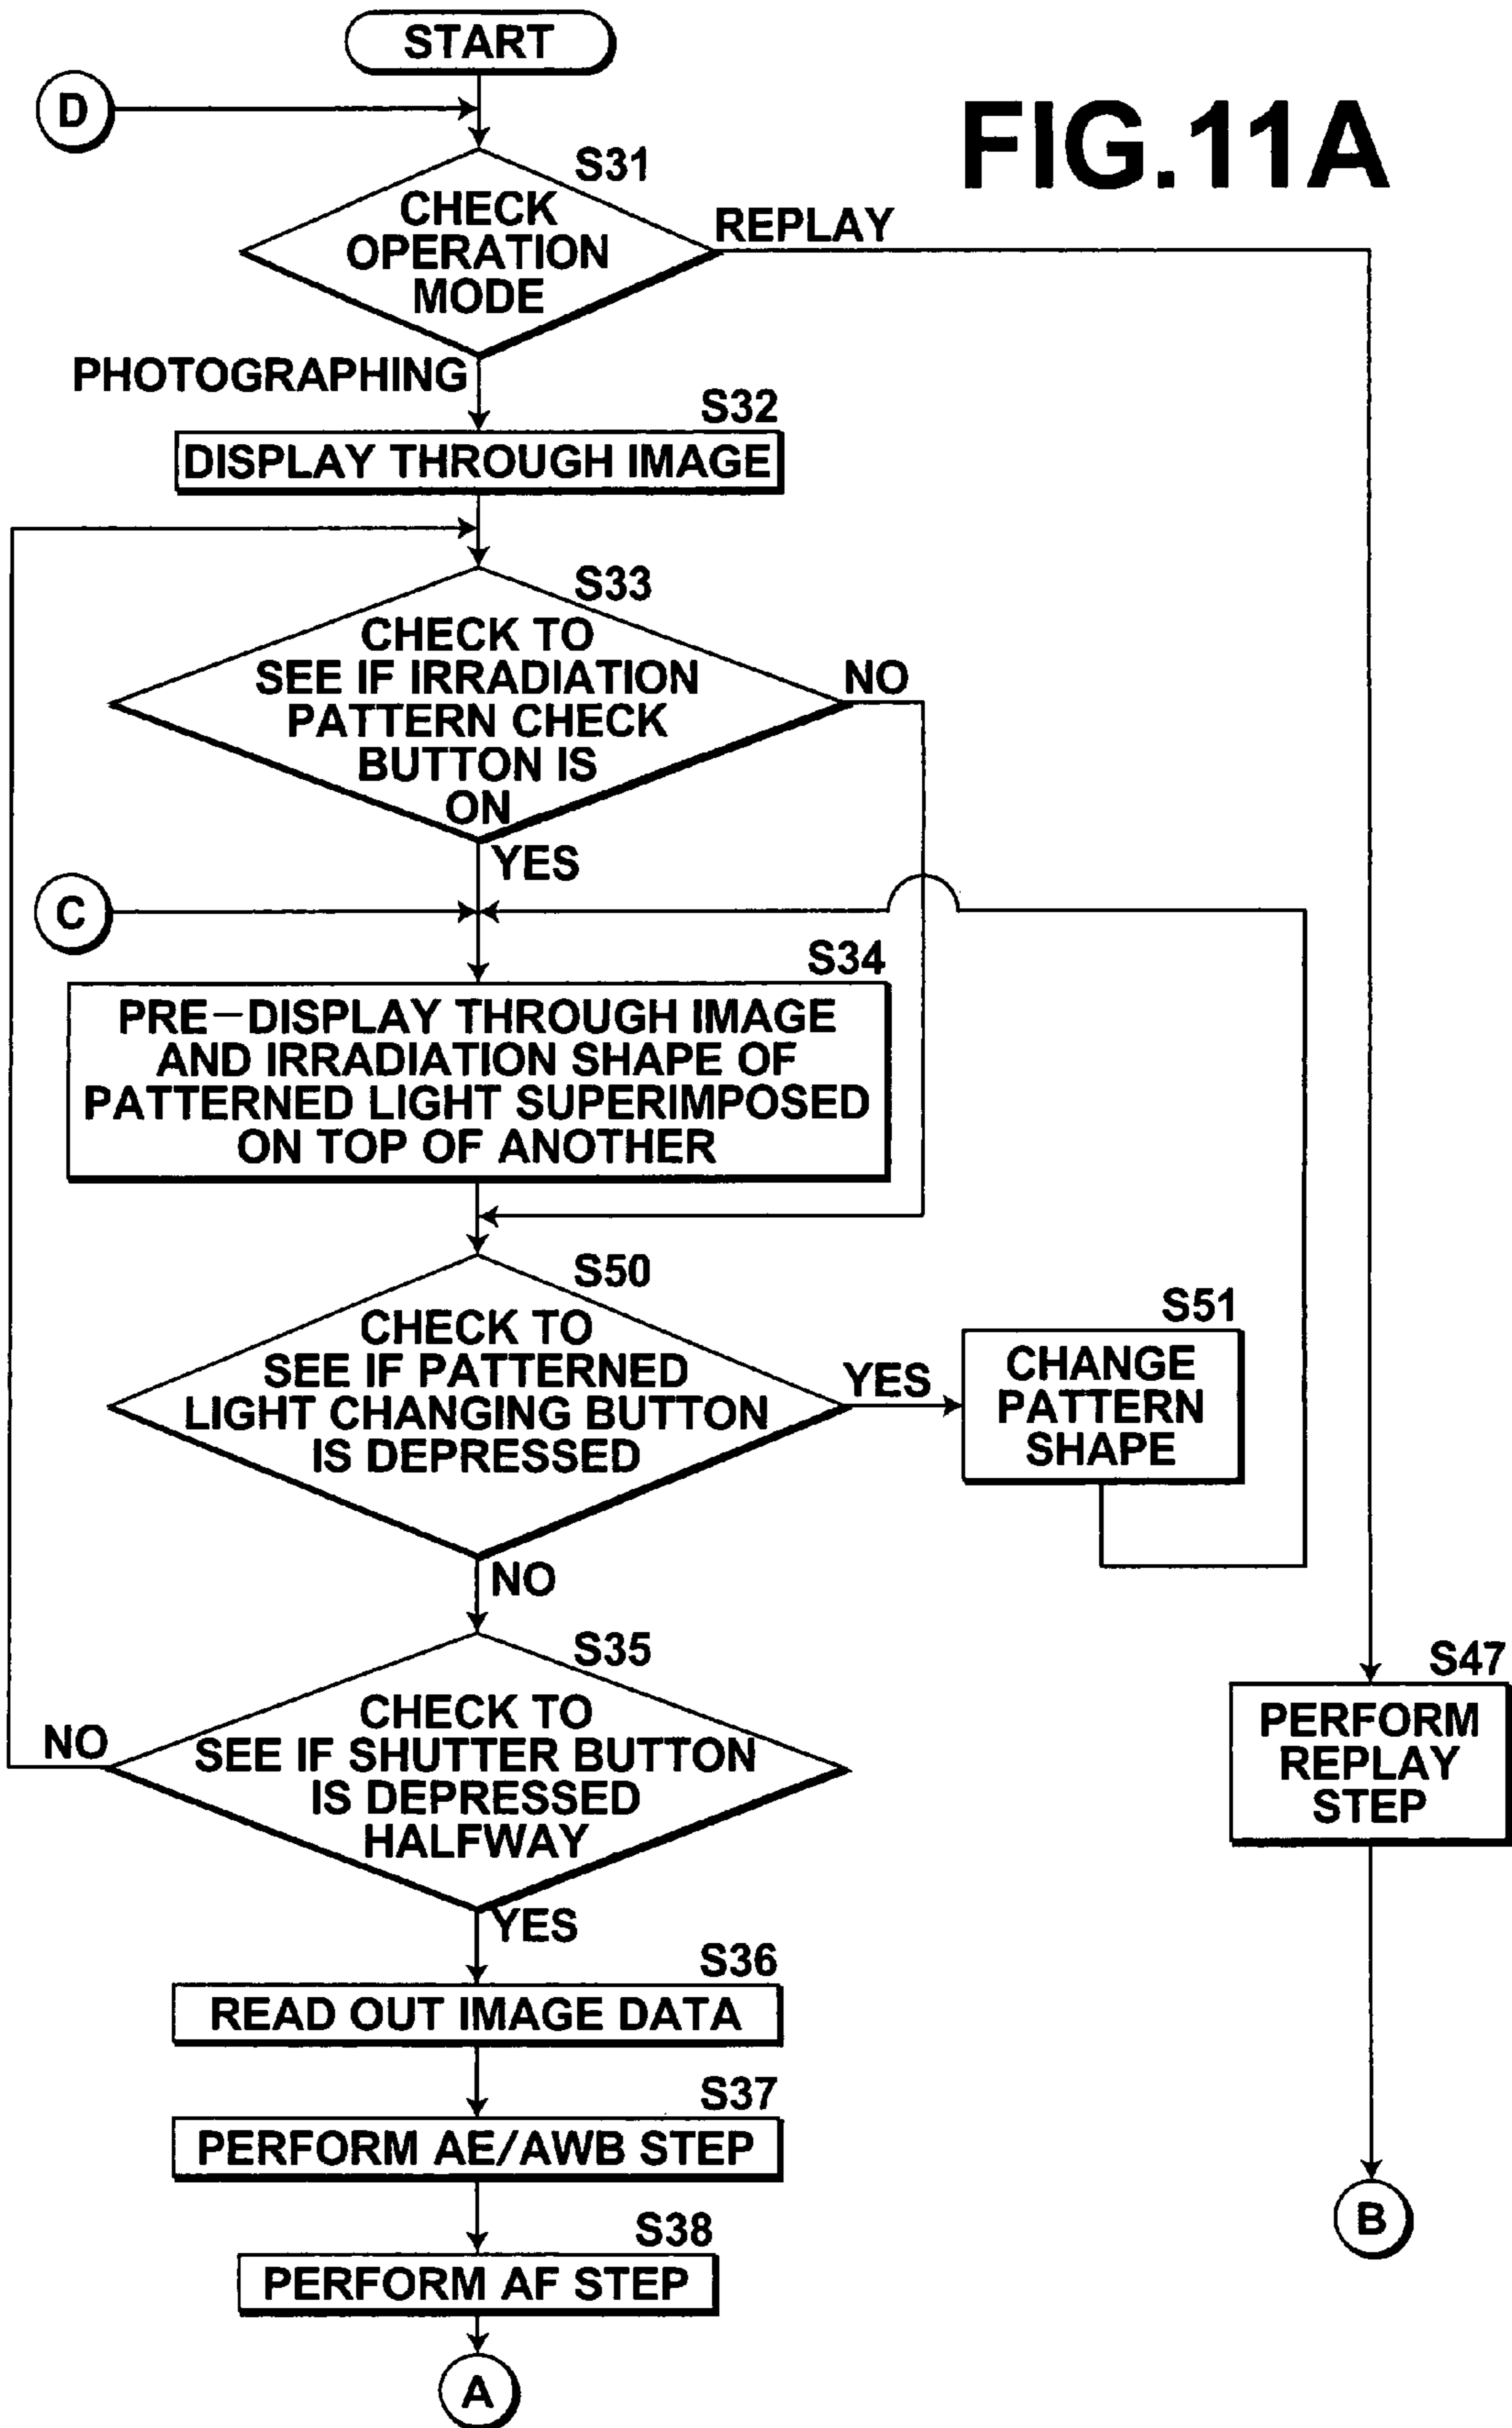 START
D
FIG.11A
S31
CHECK
OPERATION
MODE
REPLAY
PHOTOGRAPHING
S32
DISPLAY THROUGH IMAGE
S33
CHECK TO
SEE IF IRRADIATION
PATTERN CHECK
BUTTON IS
ON
NO
YES
C
S34
PRE-DISPLAY THROUGH IMAGE
AND IRRADIATION SHAPE OF
PATTERNED LIGHT SUPERIMPOSED
ON TOP OF ANOTHER
S50
CHECK TO
SEE IF PATTERNED
LIGHT CHANGING BUTTON
IS DEPRESSED
YES
S51
CHANGE
PATTERN
SHAPE
NO
S35
CHECK TO
SEE IF SHUTTER BUTTON
IS DEPRESSED
HALFWAY
NO
YES
S47
PERFORM
REPLAY
STEP
S36
READ OUT IMAGE DATA
S37
PERFORM AE/AWB STEP
S38
PERFORM AF STEP
B
A